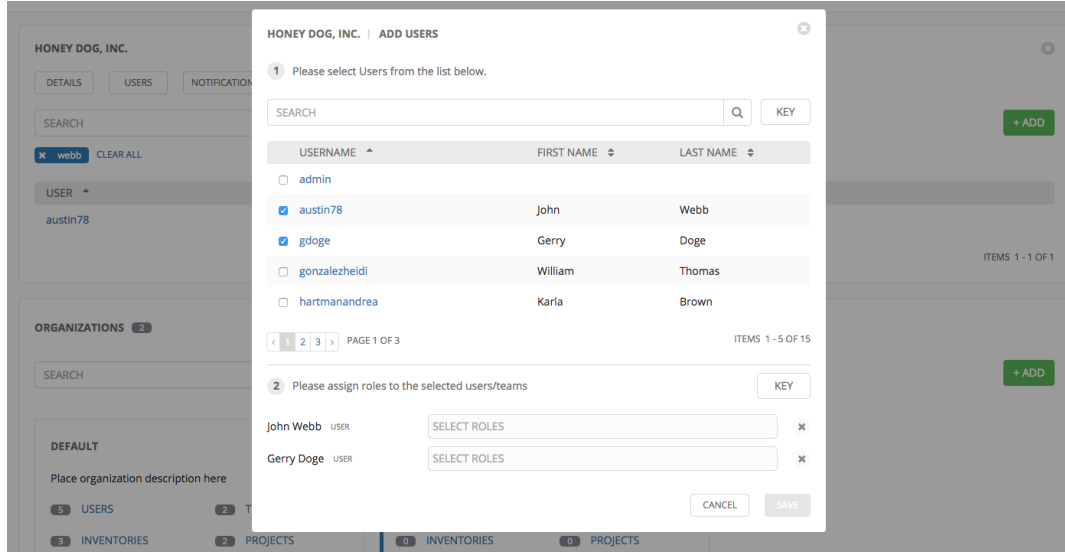 HONEY DOG, INC.
DETAILS USERS NOTIFICATION
SEARCH
+ ADD
webb CLEAR ALL
USER
austin78
ITEMS 1 - 1 OF 1
ORGANIZATIONS 2
SEARCH
+ ADD
DEFAULT
Place organization description here
5 USERS 2 T
3 INVENTORIES 2 PROJECTS 0 INVENTORIES 0 PROJECTS
HONEY DOG, INC. | ADD USERS
1 Please select Users from the list below.
SEARCH KEY
USERNAME FIRST NAME LAST NAME
admin
austin78 John Webb
gdoge Gerry Doge
gonzalezheidi William Thomas
hartmanandrea Karla Brown
< 1 2 3 > PAGE 1 OF 3 ITEMS 1 - 5 OF 15
2 Please assign roles to the selected users/teams KEY
John Webb USER SELECT ROLES
Gerry Doge USER SELECT ROLES
CANCEL SAVE